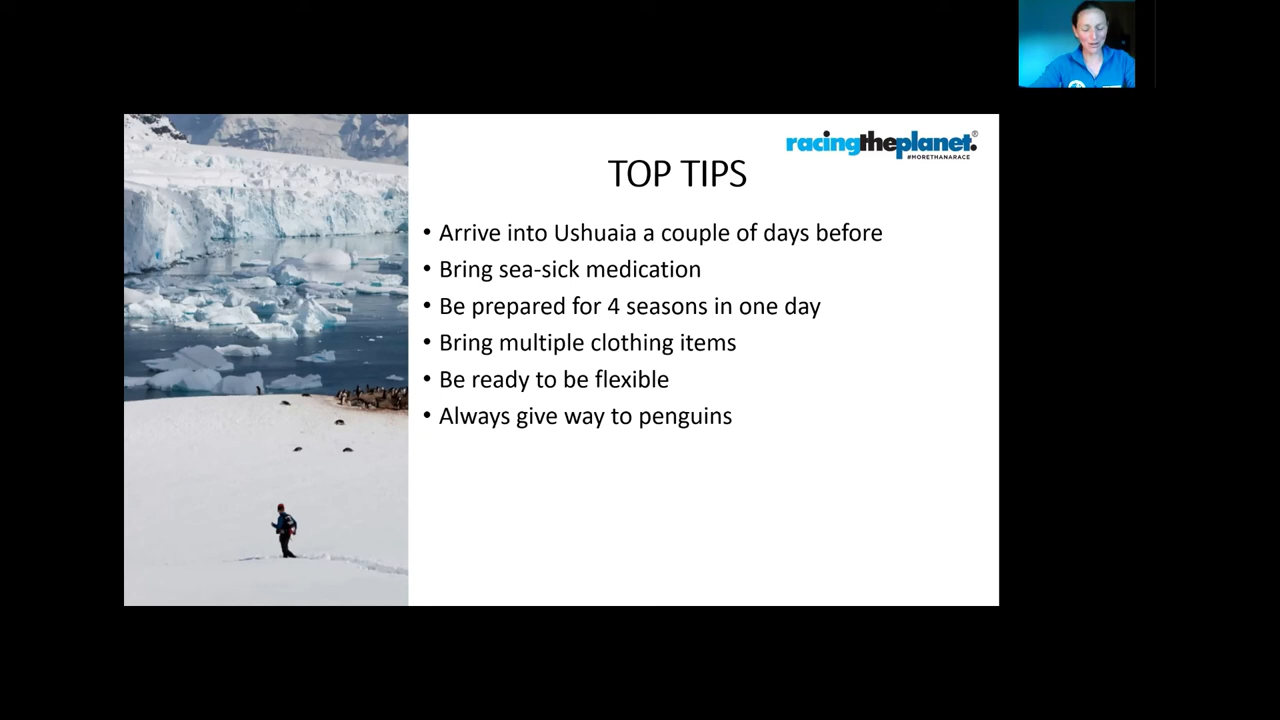 racingtheplanet.®
#MORETHANARACE
TOP TIPS
• Arrive into Ushuaia a couple of days before
• Bring sea-sick medication
• Be prepared for 4 seasons in one day
• Bring multiple clothing items
• Be ready to be flexible
• Always give way to penguins